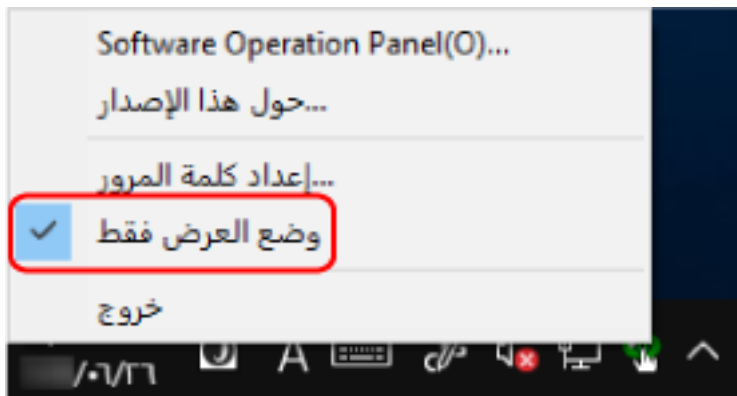 Software Operation Panel(O)...
حول هذا الإصدار...
إعداد كلمة المرور...
وضع العرض فقط
خروج
A
/٠٦/٢٦